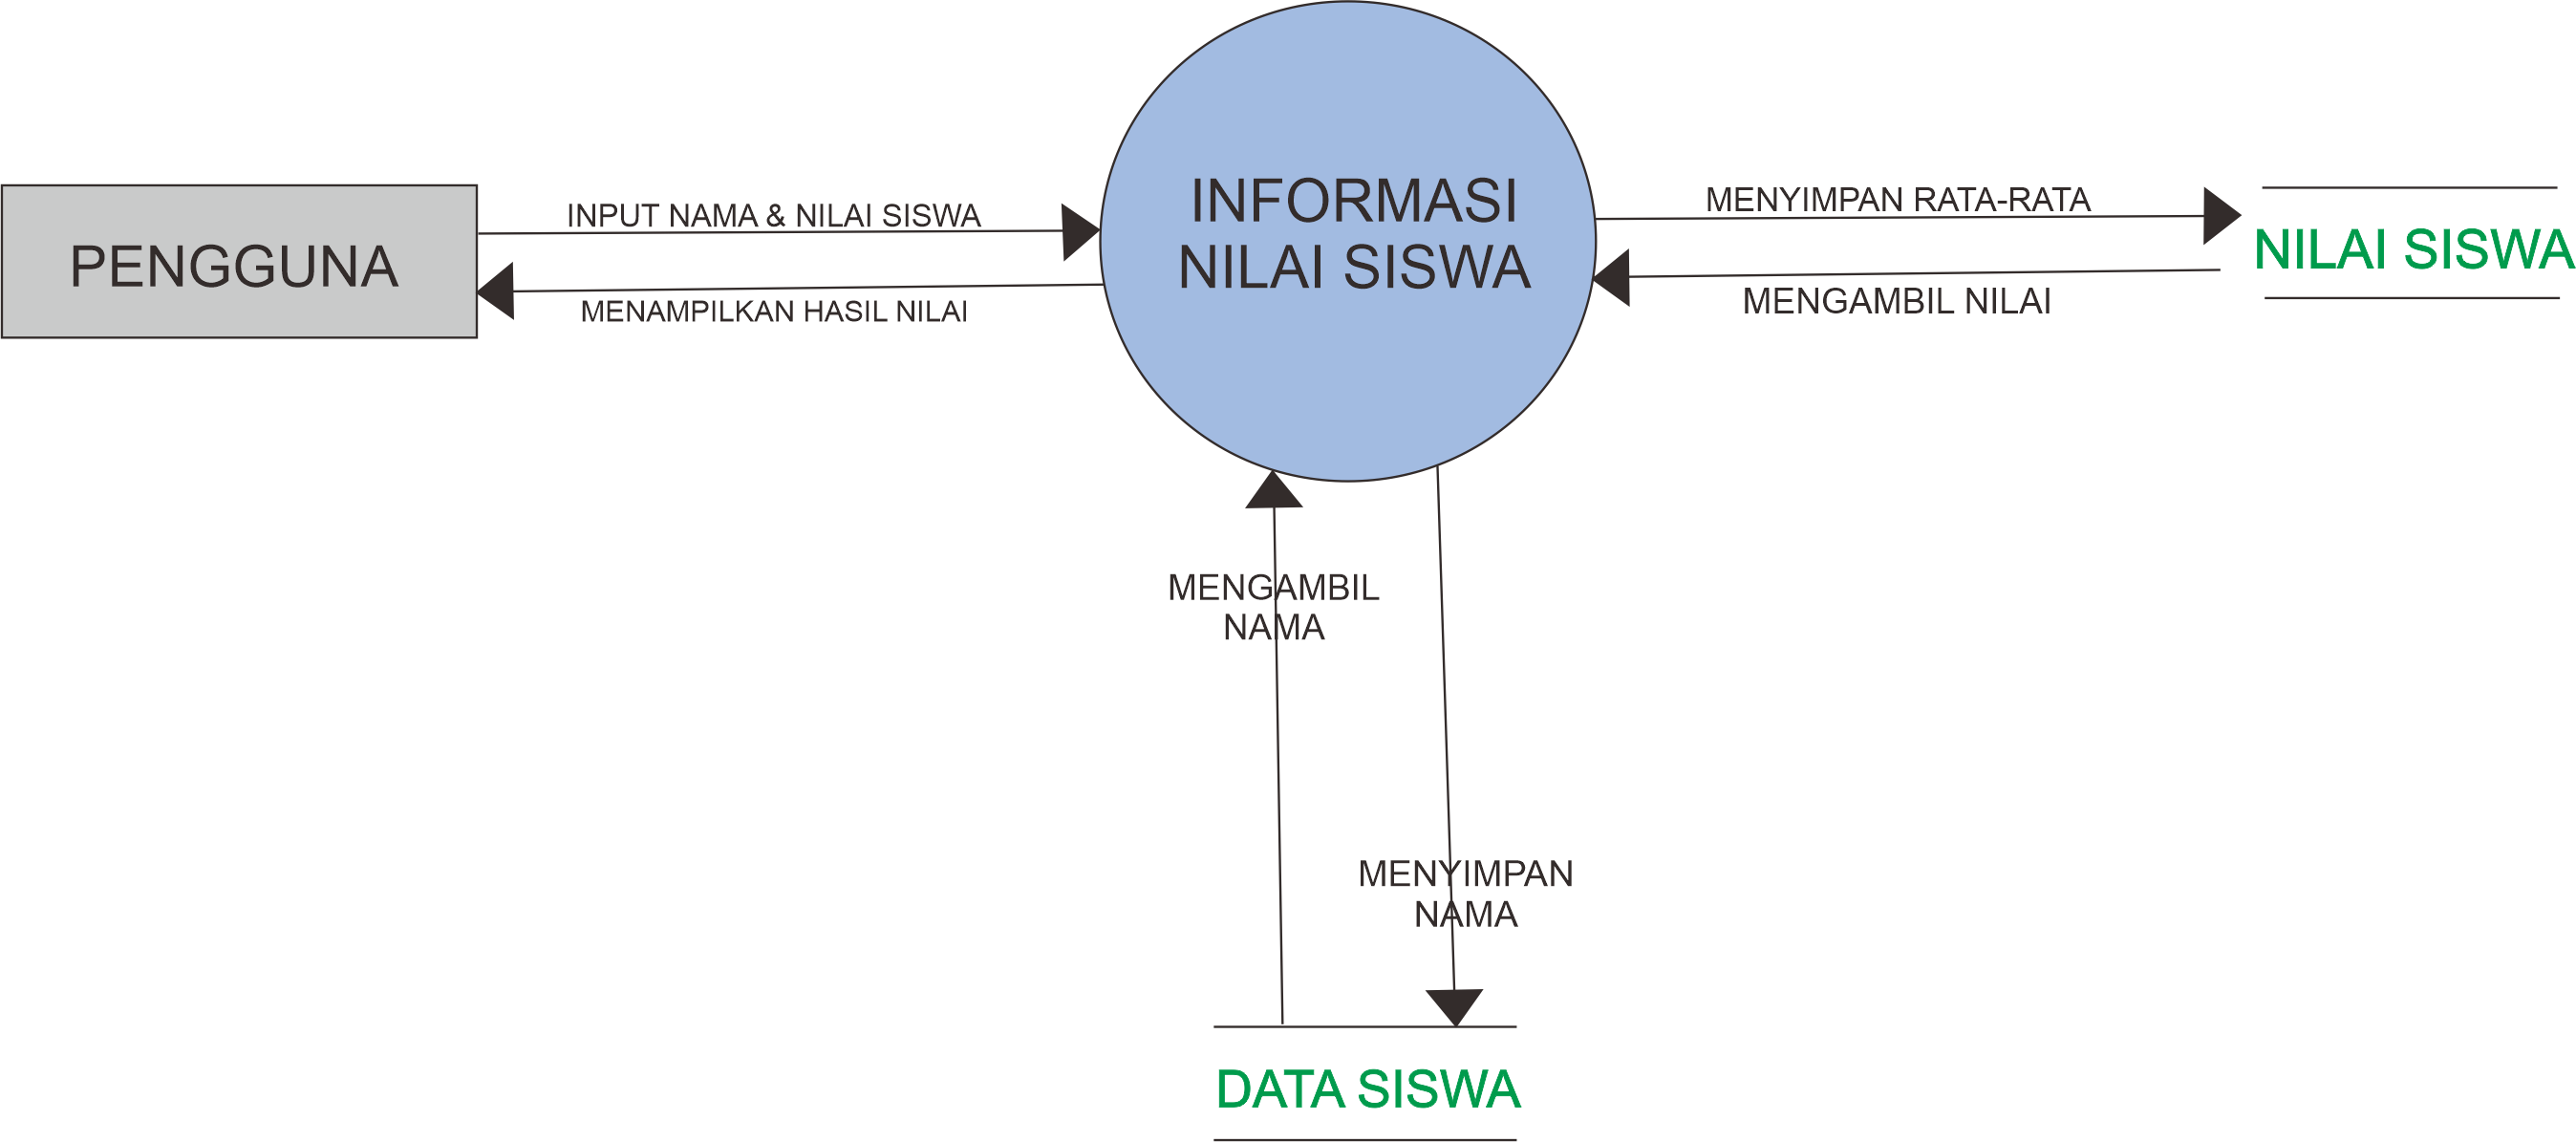 PENGGUNA
INPUT NAMA & NILAI SISWA
MENAMPILKAN HASIL NILAI
INFORMASI
NILAI SISWA
MENYIMPAN RATA-RATA
MENGAMBIL NILAI
NILAI SISWA
MENGAMBIL
NAMA
MENYIMPAN
NAMA
DATA SISWA